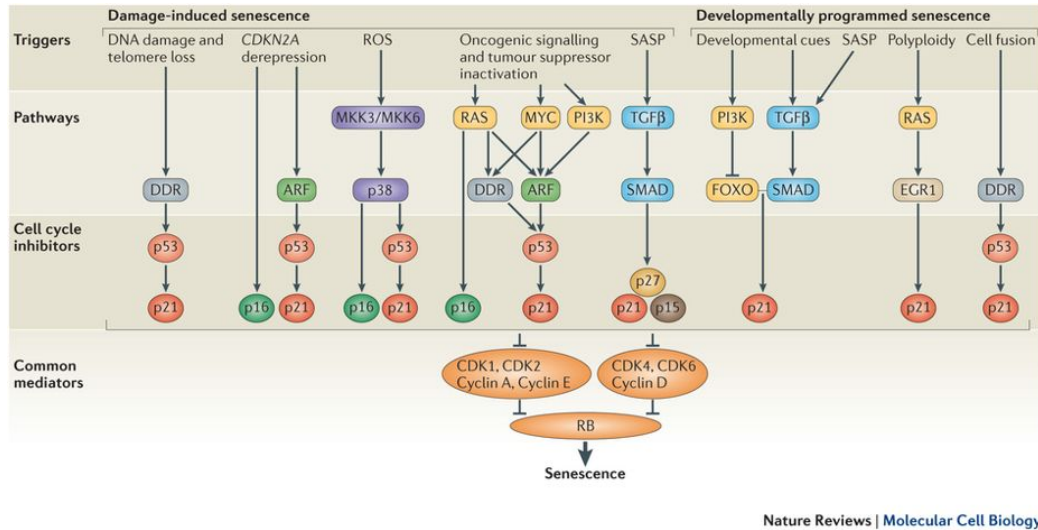 Damage-induced senescence
Developmentally programmed senescence
Triggers
DNA damage and
telomere loss
CDKN2A
derepression
ROS
Oncogenic signalling
and tumour suppressor
inactivation
SASP
Developmental cues
SASP
Polyploidy
Cell fusion
Pathways
MKK3/MKK6
RAS
MYC
PI3K
TGFβ
PI3K
TGFβ
RAS
DDR
ARF
p38
DDR
ARF
SMAD
FOXO
SMAD
EGR1
DDR
Cell cycle
inhibitors
p53
p53
p53
p53
p53
p27
p21
p16
p21
p16
p21
p16
p21
p21
p15
p21
p21
p21
Common
mediators
CDK1, CDK2
Cyclin A, Cyclin E
CDK4, CDK6
Cyclin D
RB
Senescence
Nature Reviews | Molecular Cell Biology